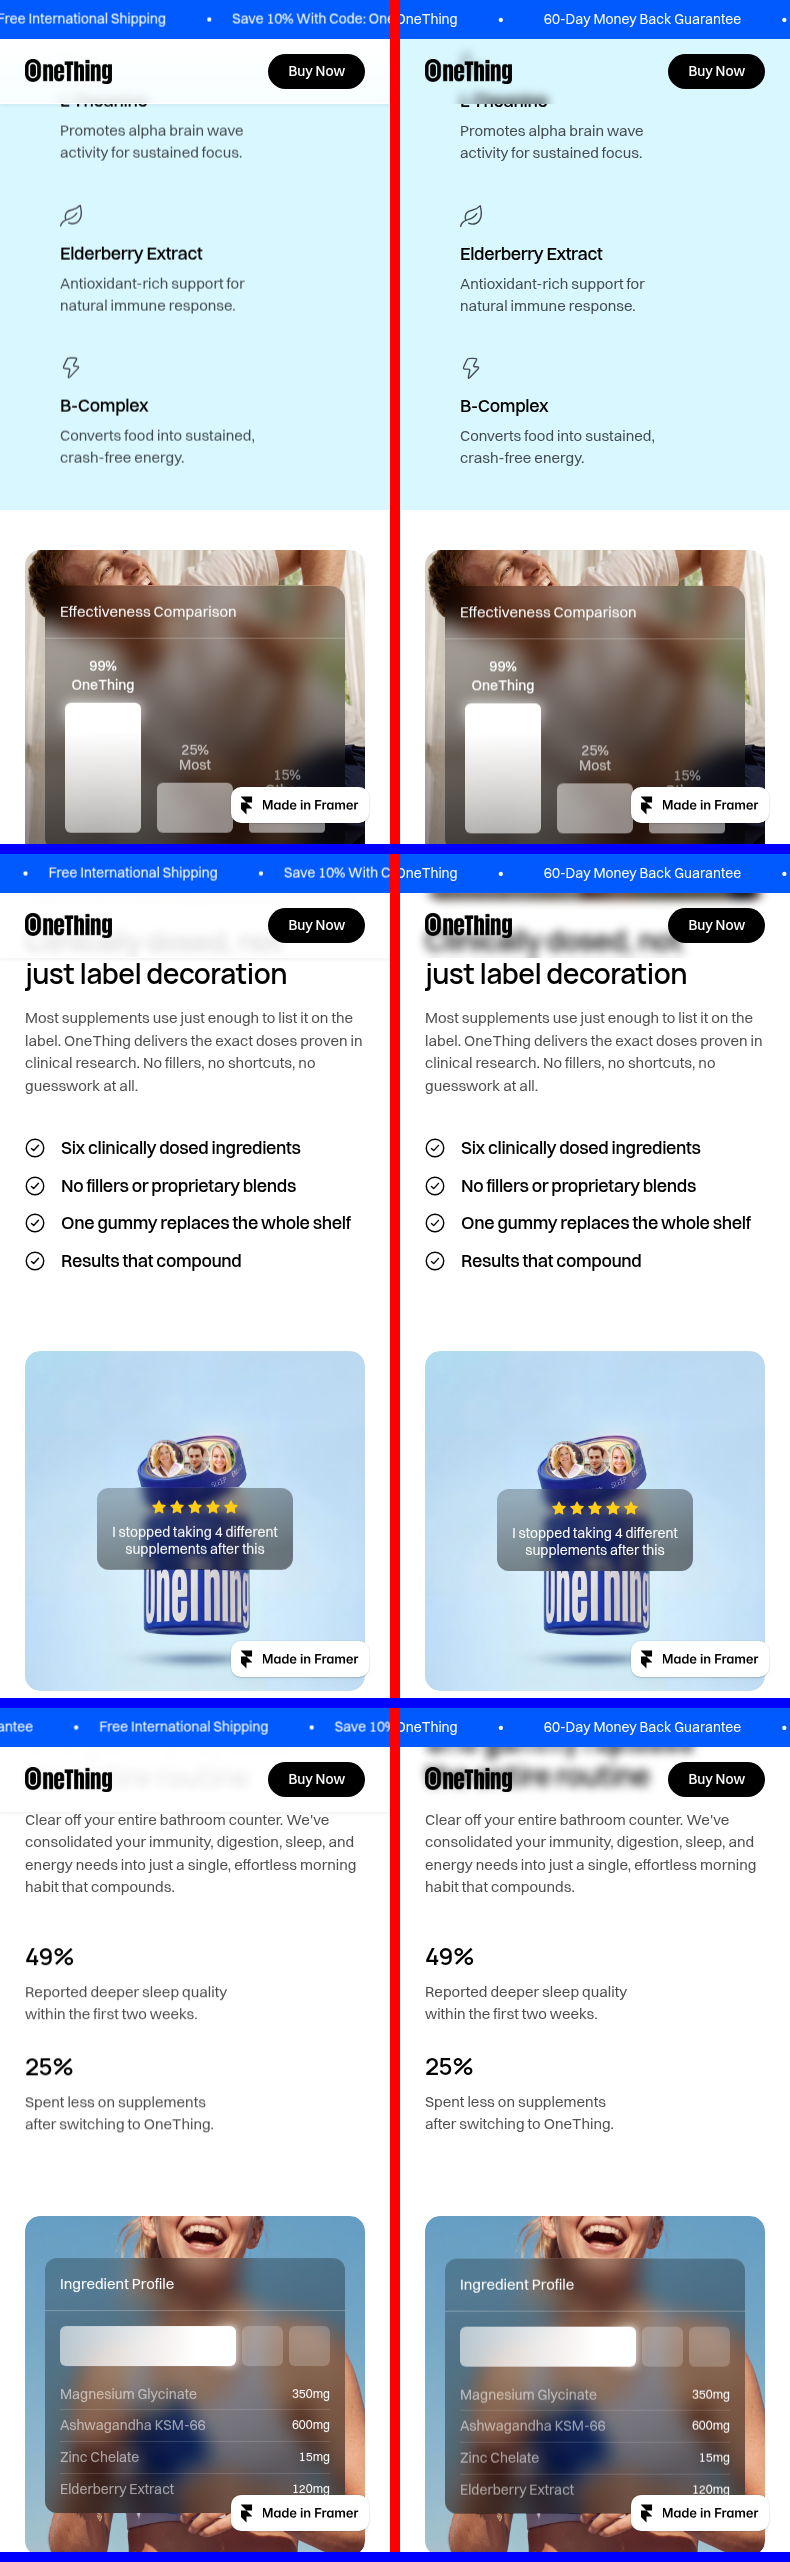 Free International Shipping • Save 10% With Code: One
OneThing
Buy Now
L-Theanine
Promotes alpha brain wave
activity for sustained focus.
Elderberry Extract
Antioxidant-rich support for
natural immune response.
B-Complex
Converts food into sustained,
crash-free energy.
Effectiveness Comparison
99%
OneThing
25%
Most
15%
Made in Framer
OneThing • 60-Day Money Back Guarantee •
OneThing
Buy Now
L-Theanine
Promotes alpha brain wave
activity for sustained focus.
Elderberry Extract
Antioxidant-rich support for
natural immune response.
B-Complex
Converts food into sustained,
crash-free energy.
Effectiveness Comparison
99%
OneThing
25%
Most
15%
Made in Framer
• Free International Shipping • Save 10% With C
OneThing
Buy Now
Clinically dosed, not
just label decoration
Most supplements use just enough to list it on the
label. OneThing delivers the exact doses proven in
clinical research. No fillers, no shortcuts, no
guesswork at all.
Six clinically dosed ingredients
No fillers or proprietary blends
One gummy replaces the whole shelf
Results that compound
SLEEP
I stopped taking 4 different
supplements after this
OneThing
Made in Framer
OneThing • 60-Day Money Back Guarantee •
OneThing
Buy Now
Clinically dosed, not
just label decoration
Most supplements use just enough to list it on the
label. OneThing delivers the exact doses proven in
clinical research. No fillers, no shortcuts, no
guesswork at all.
Six clinically dosed ingredients
No fillers or proprietary blends
One gummy replaces the whole shelf
Results that compound
SLEEP
I stopped taking 4 different
supplements after this
OneThing
Made in Framer
antee • Free International Shipping • Save 10%
OneThing
Buy Now
Clear off your entire bathroom counter. We've
consolidated your immunity, digestion, sleep, and
energy needs into just a single, effortless morning
habit that compounds.
49%
Reported deeper sleep quality
within the first two weeks.
25%
Spent less on supplements
after switching to OneThing.
Ingredient Profile
Magnesium Glycinate 350mg
Ashwagandha KSM-66 600mg
Zinc Chelate 15mg
Elderberry Extract 120mg
Made in Framer
OneThing • 60-Day Money Back Guarantee •
OneThing
Buy Now
routine
Clear off your entire bathroom counter. We've
consolidated your immunity, digestion, sleep, and
energy needs into just a single, effortless morning
habit that compounds.
49%
Reported deeper sleep quality
within the first two weeks.
25%
Spent less on supplements
after switching to OneThing.
Ingredient Profile
Magnesium Glycinate 350mg
Ashwagandha KSM-66 600mg
Zinc Chelate 15mg
Elderberry Extract 120mg
Made in Framer